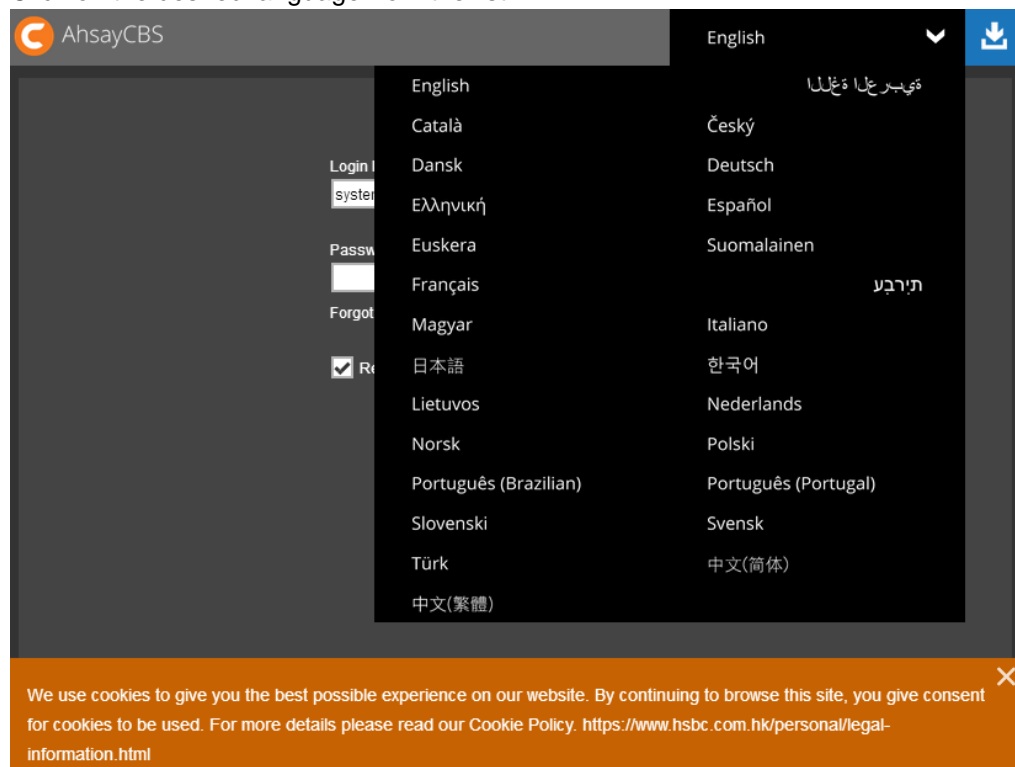 AhsayCBS
English
English
اللغة العربية
Català
Český
Login
Dansk
Deutsch
Ελληνική
Español
Euskera
Suomalainen
Français
עִבְרִית
Forgot
Magyar
Italiano
日本語
한국어
Lietuvos
Nederlands
Norsk
Polski
Português (Brazilian)
Português (Portugal)
Slovenski
Svensk
Türk
中文(简体)
中文(繁體)
We use cookies to give you the best possible experience on our website. By continuing to browse this site, you give consent
for cookies to be used. For more details please read our Cookie Policy. https://www.hsbc.com.hk/personal/legal-
information.html